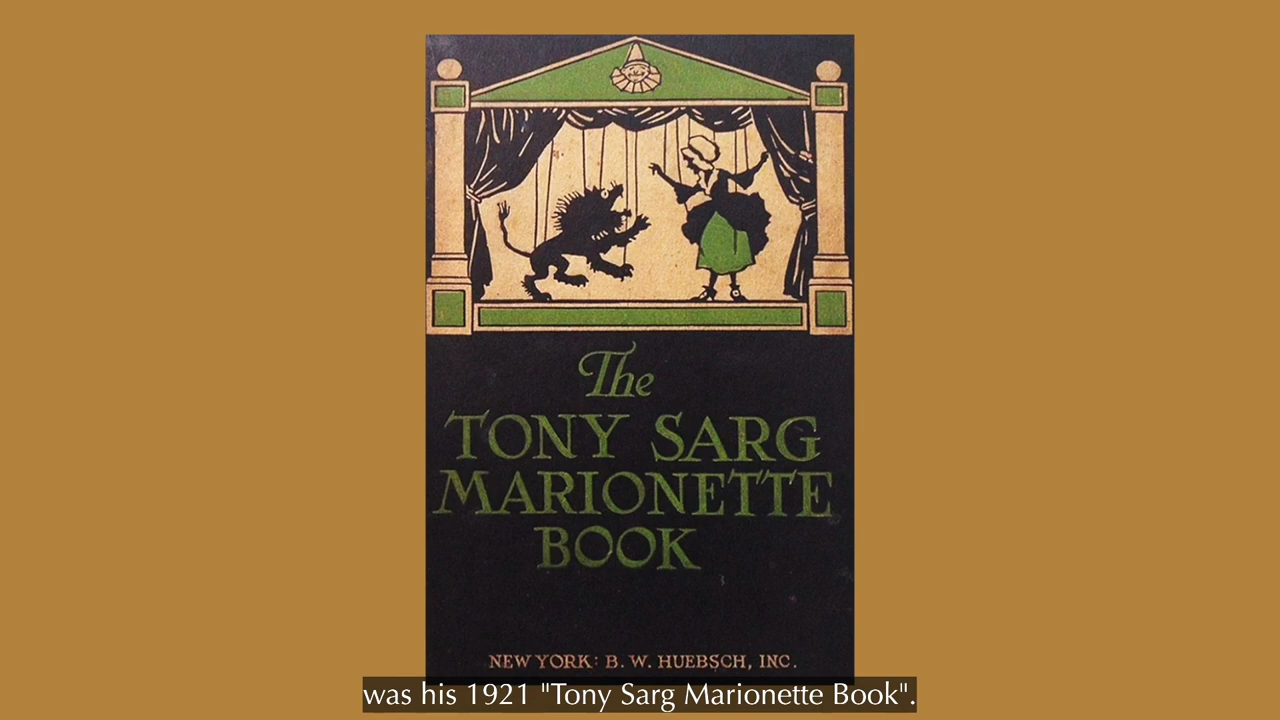 The
TONY SARG
MARIONETTE
BOOK
NEW YORK: B. W. HUEBSCH, INC.
was his 1921 "Tony Sarg Marionette Book".